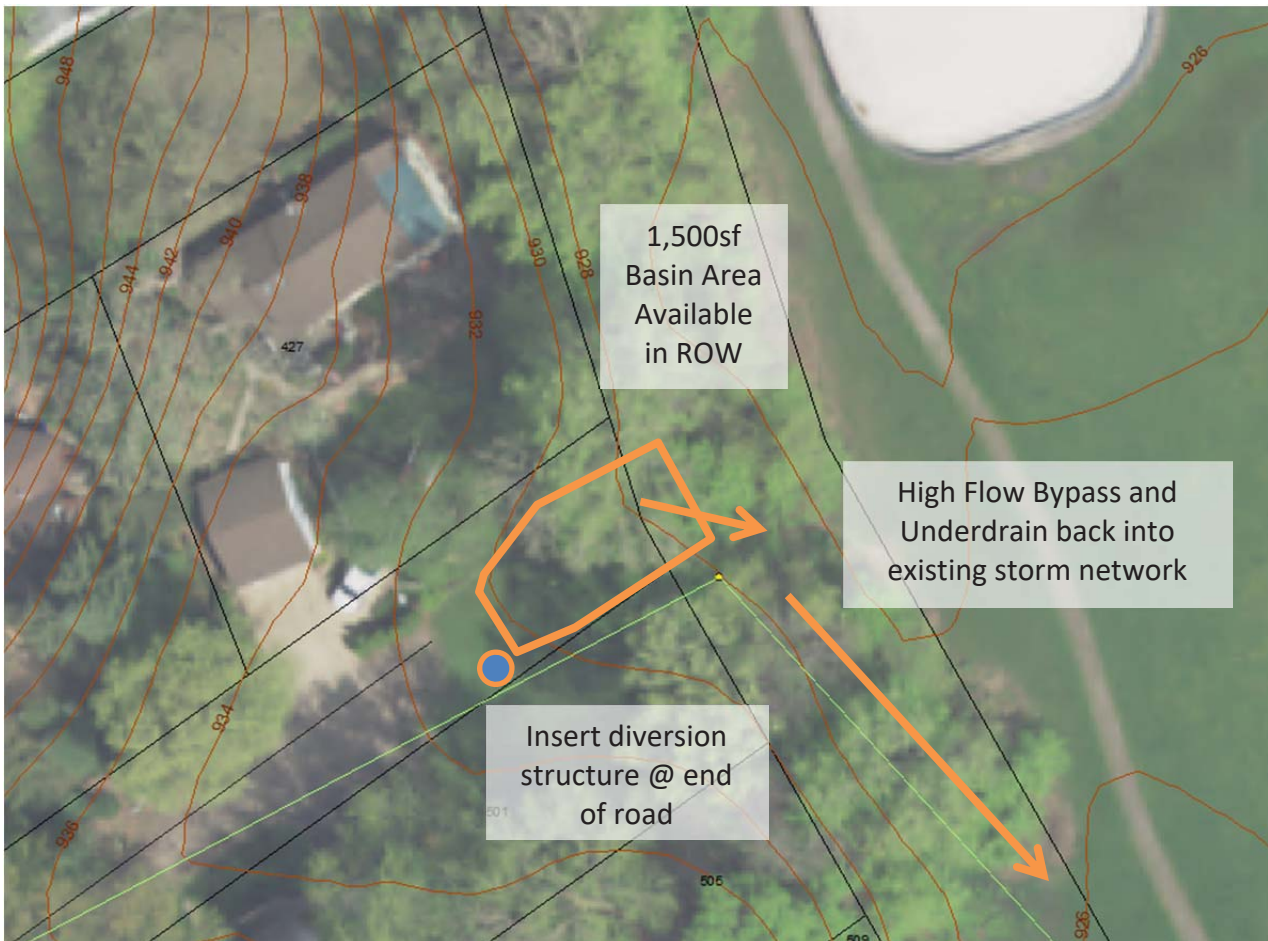 948
926
938
940
942
944
930
928
1,500sf
Basin Area
Available
in ROW
932
427
High Flow Bypass and
Underdrain back into
existing storm network
934
Insert diversion
structure @ end
of road
501
936
505
926
509